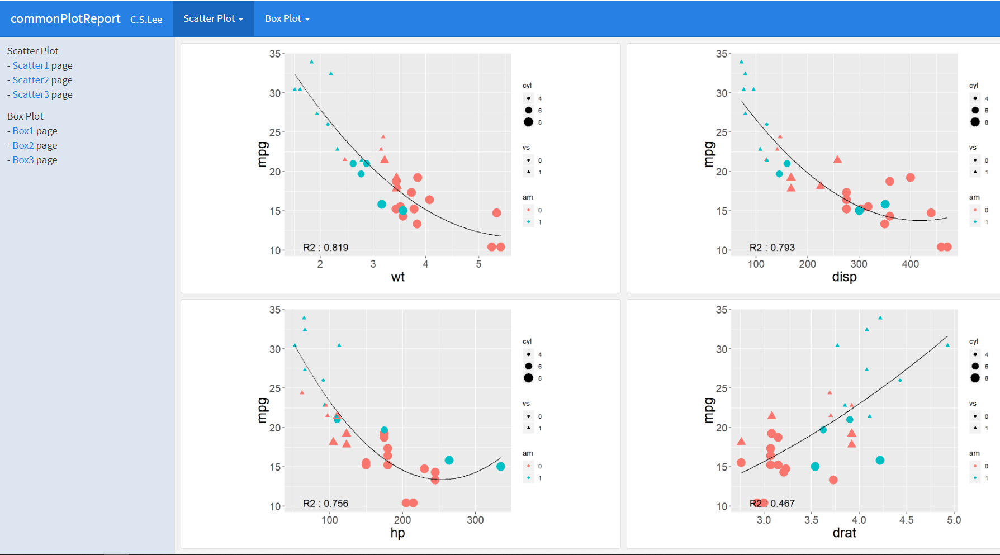 commonPlotReport C.S.Lee Scatter Plot Box Plot
Scatter Plot
- Scatter1 page
- Scatter2 page
- Scatter3 page
Box Plot
- Box1 page
- Box2 page
- Box3 page
35
30
25
20
15
10
mpg
R2 : 0.819
2 3 4 5
wt
cyl
4
6
8
vs
0
1
am
0
1
35
30
25
20
15
10
mpg
R2 : 0.793
100 200 300 400
disp
cyl
4
6
8
vs
0
1
am
0
1
35
30
25
20
15
10
mpg
R2 : 0.756
100 200 300
hp
cyl
4
6
8
vs
0
1
am
0
1
35
30
25
20
15
10
mpg
R2 : 0.467
3.0 3.5 4.0 4.5 5.0
drat
cyl
4
6
8
vs
0
1
am
0
1